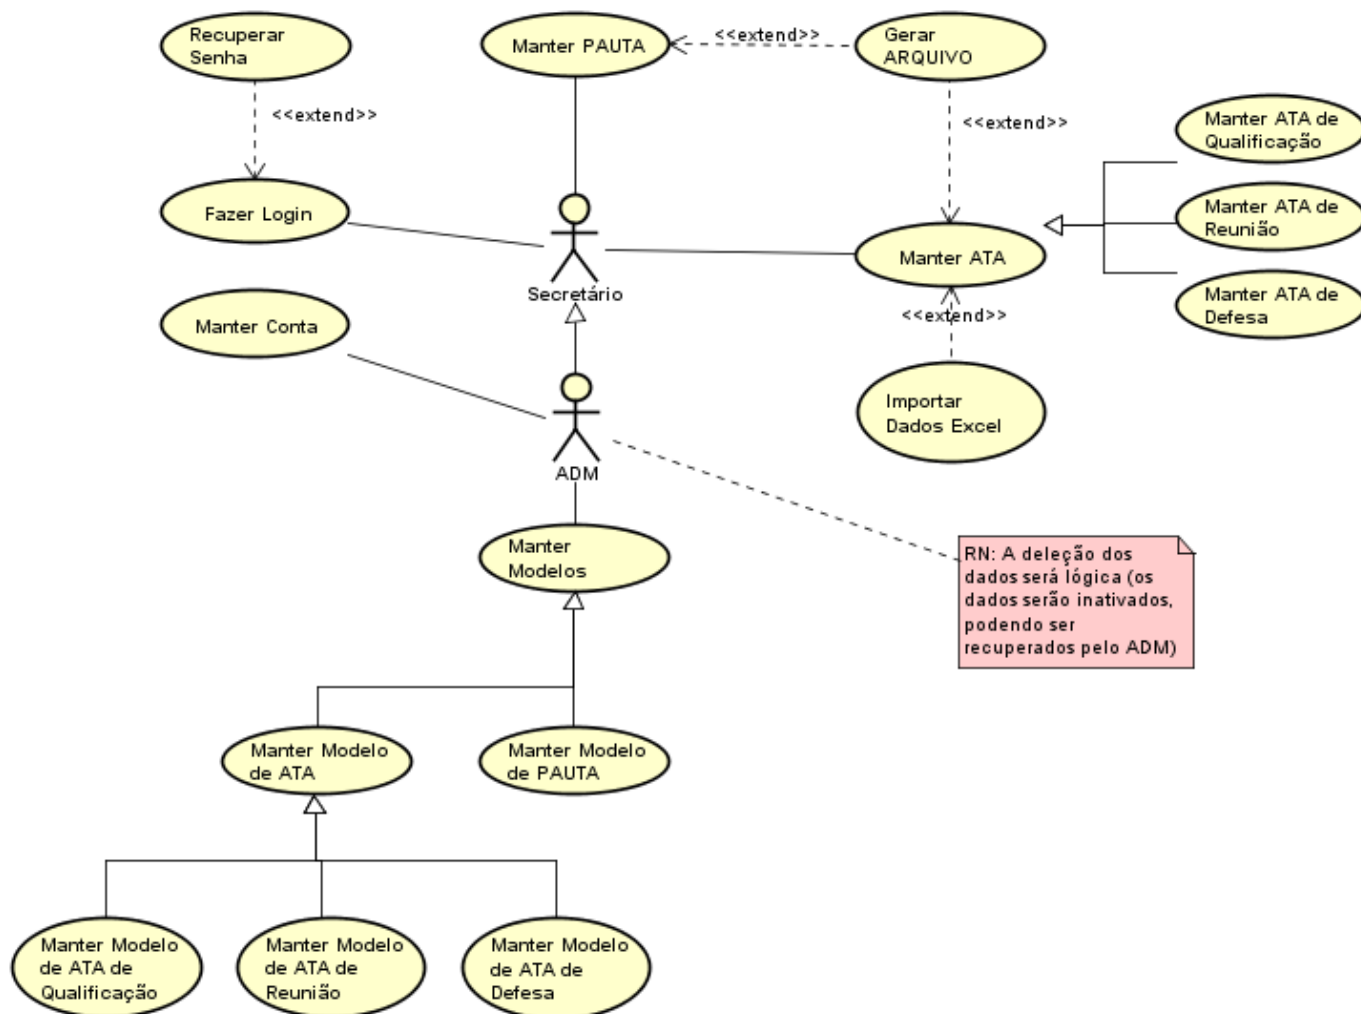 Recuperar
Senha
Manter PAUTA
<<extend>>
Gerar
ARQUIVO
<<extend>>
<<extend>>
Manter ATA de
Qualificação
Fazer Login
Manter ATA de
Reunião
Manter ATA
Secretário
Manter ATA de
Defesa
Manter Conta
<<extend>>
Importar
Dados Excel
ADM
Manter
Modelos
RN: A deleção dos
dados será lógica (os
dados serão inativados,
podendo ser
recuperados pelo ADM)
Manter Modelo
de ATA
Manter Modelo
de PAUTA
Manter Modelo
de ATA de
Qualificação
Manter Modelo
de ATA de
Reunião
Manter Modelo
de ATA de
Defesa